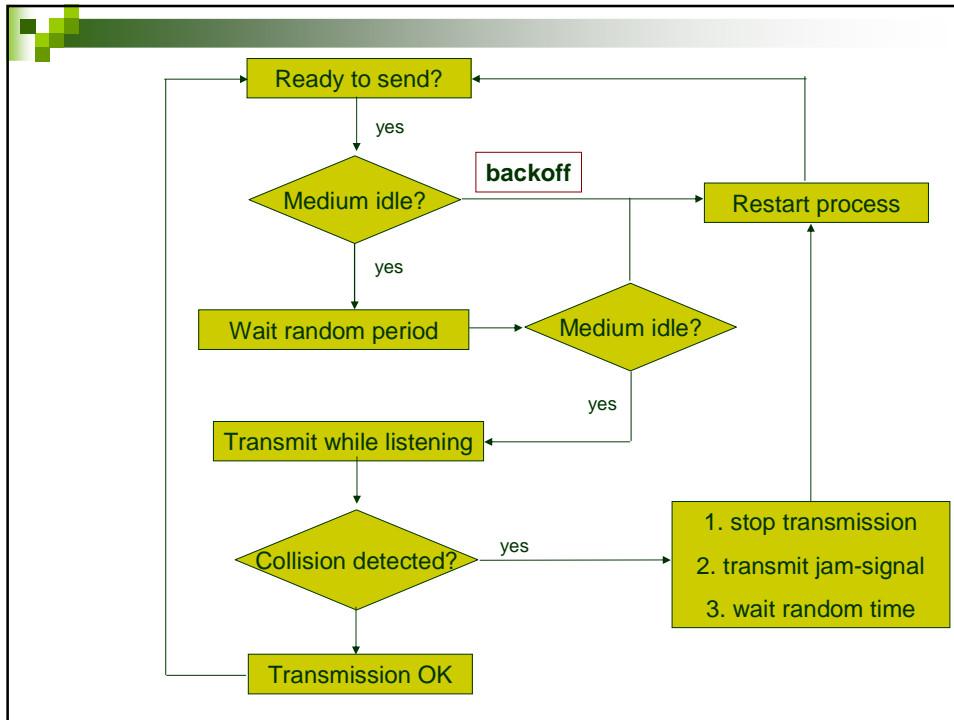 Ready to send?
yes
backoff
Medium idle?
Restart process
yes
Wait random period
Medium idle?
yes
Transmit while listening
Collision detected?
yes
1. stop transmission
2. transmit jam-signal
3. wait random time
Transmission OK